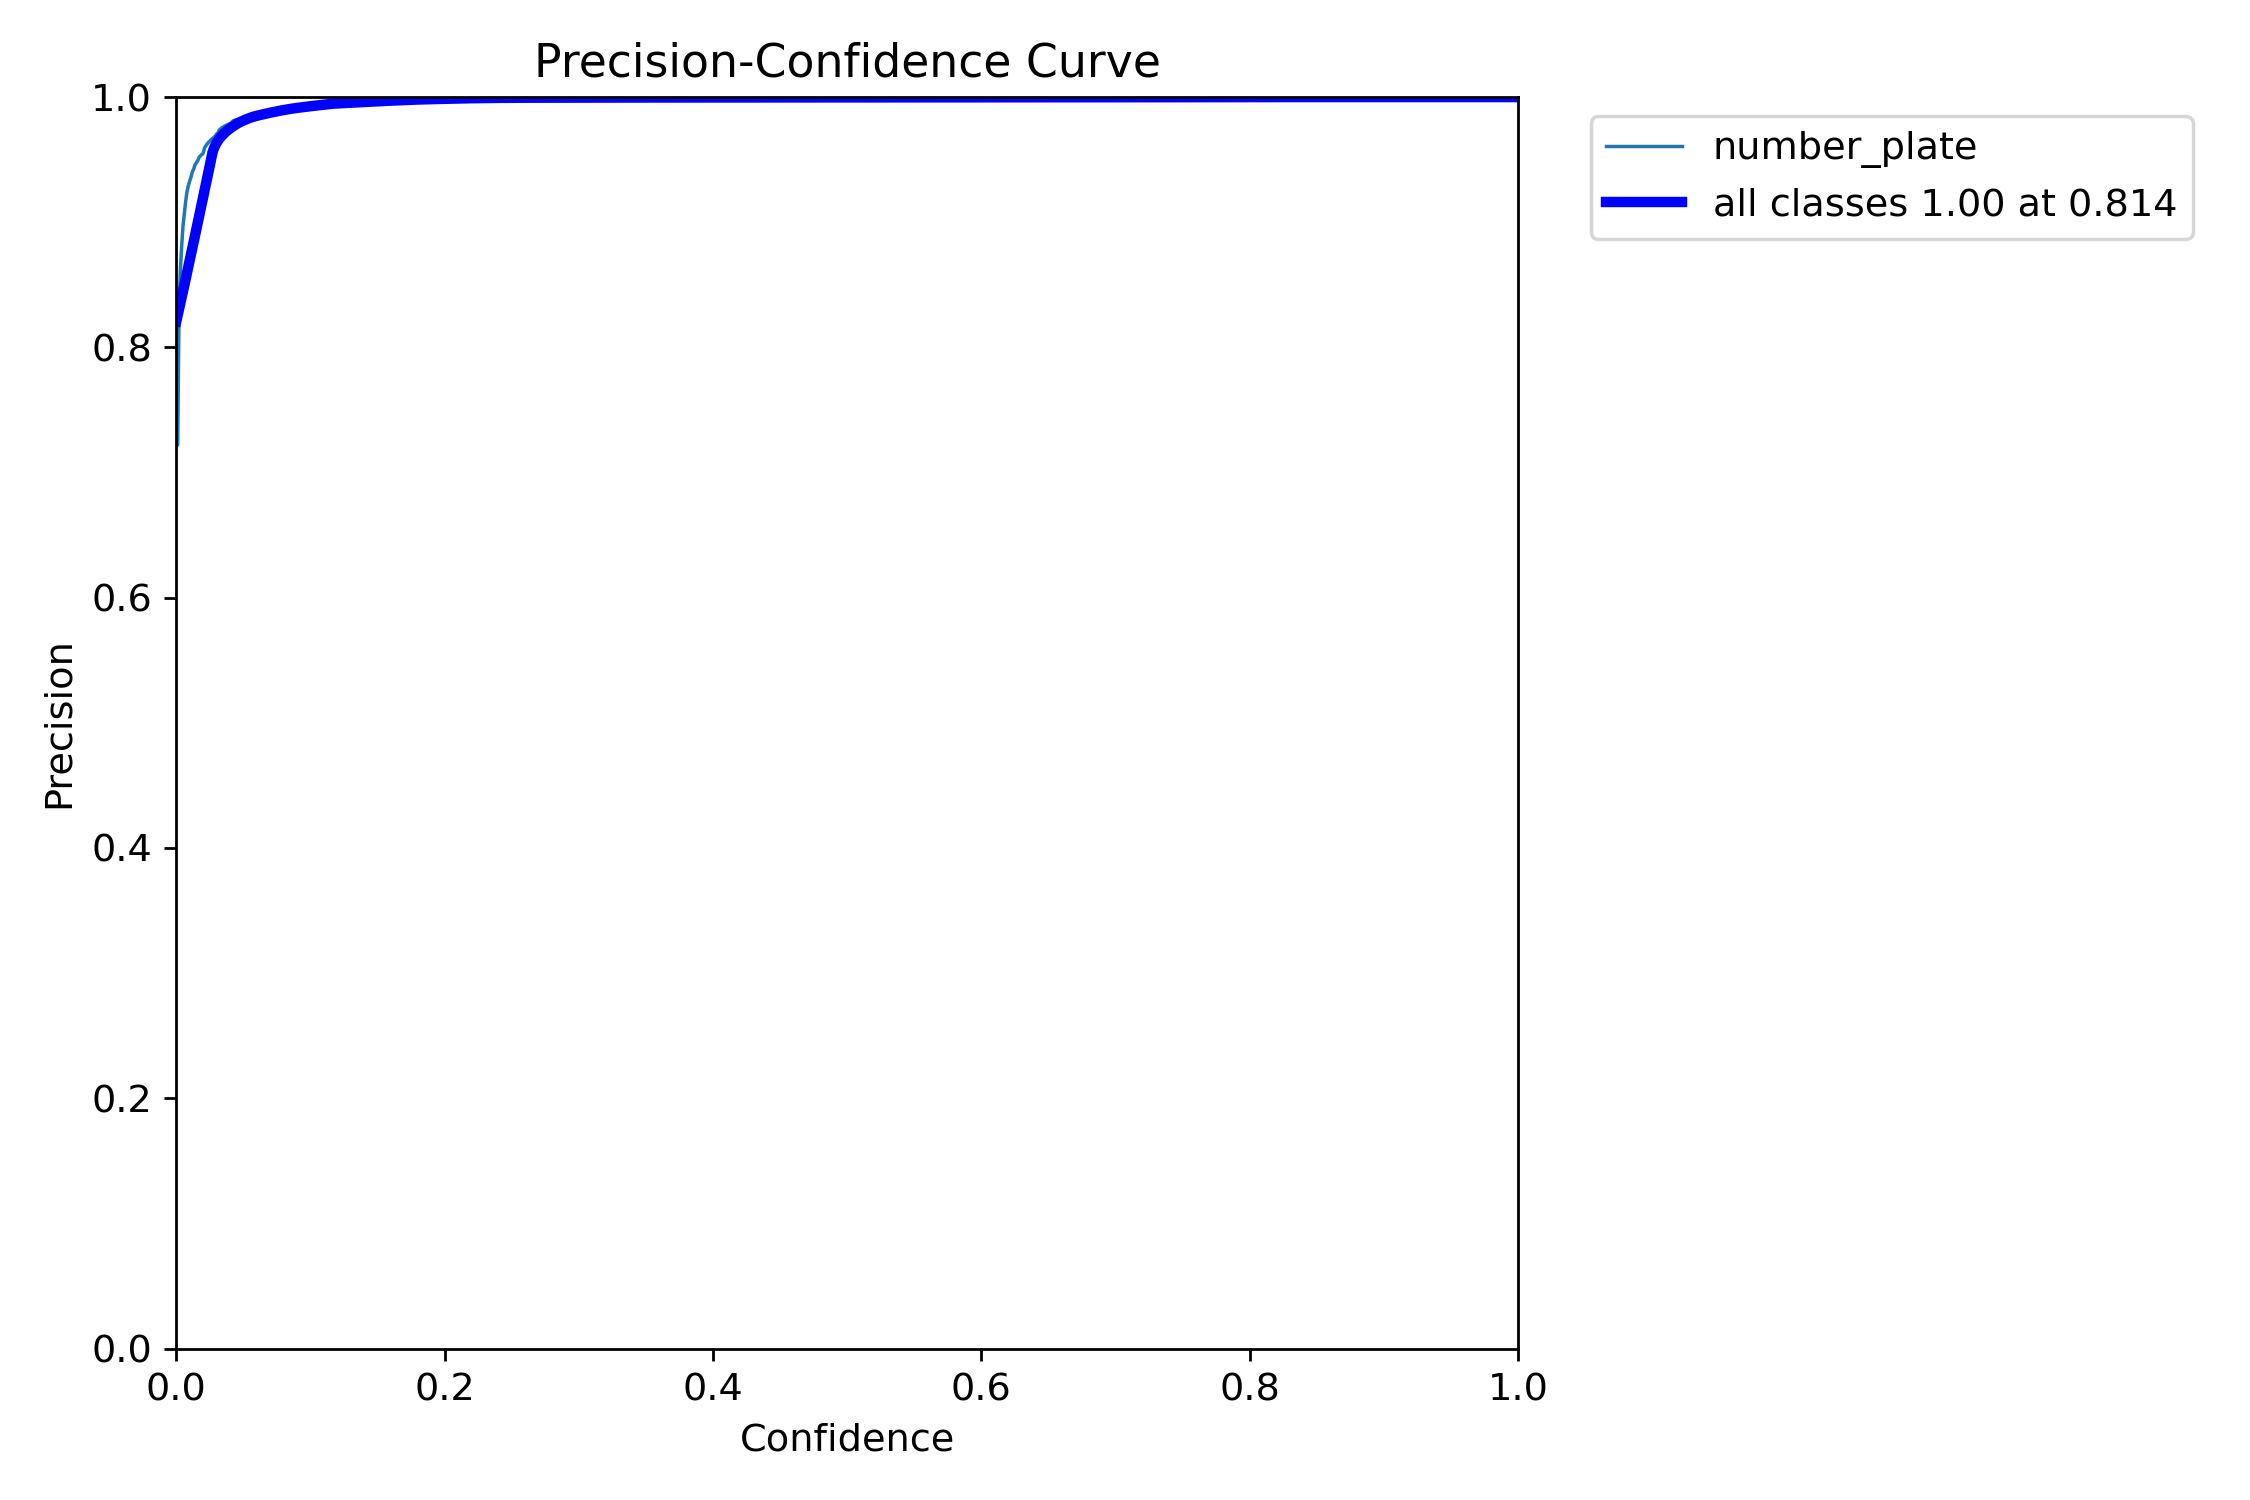 Precision-Confidence Curve
1.0
0.8
0.6
0.4
0.2
0.0
Precision
0.0 0.2 0.4 0.6 0.8 1.0
Confidence
number_plate
all classes 1.00 at 0.814